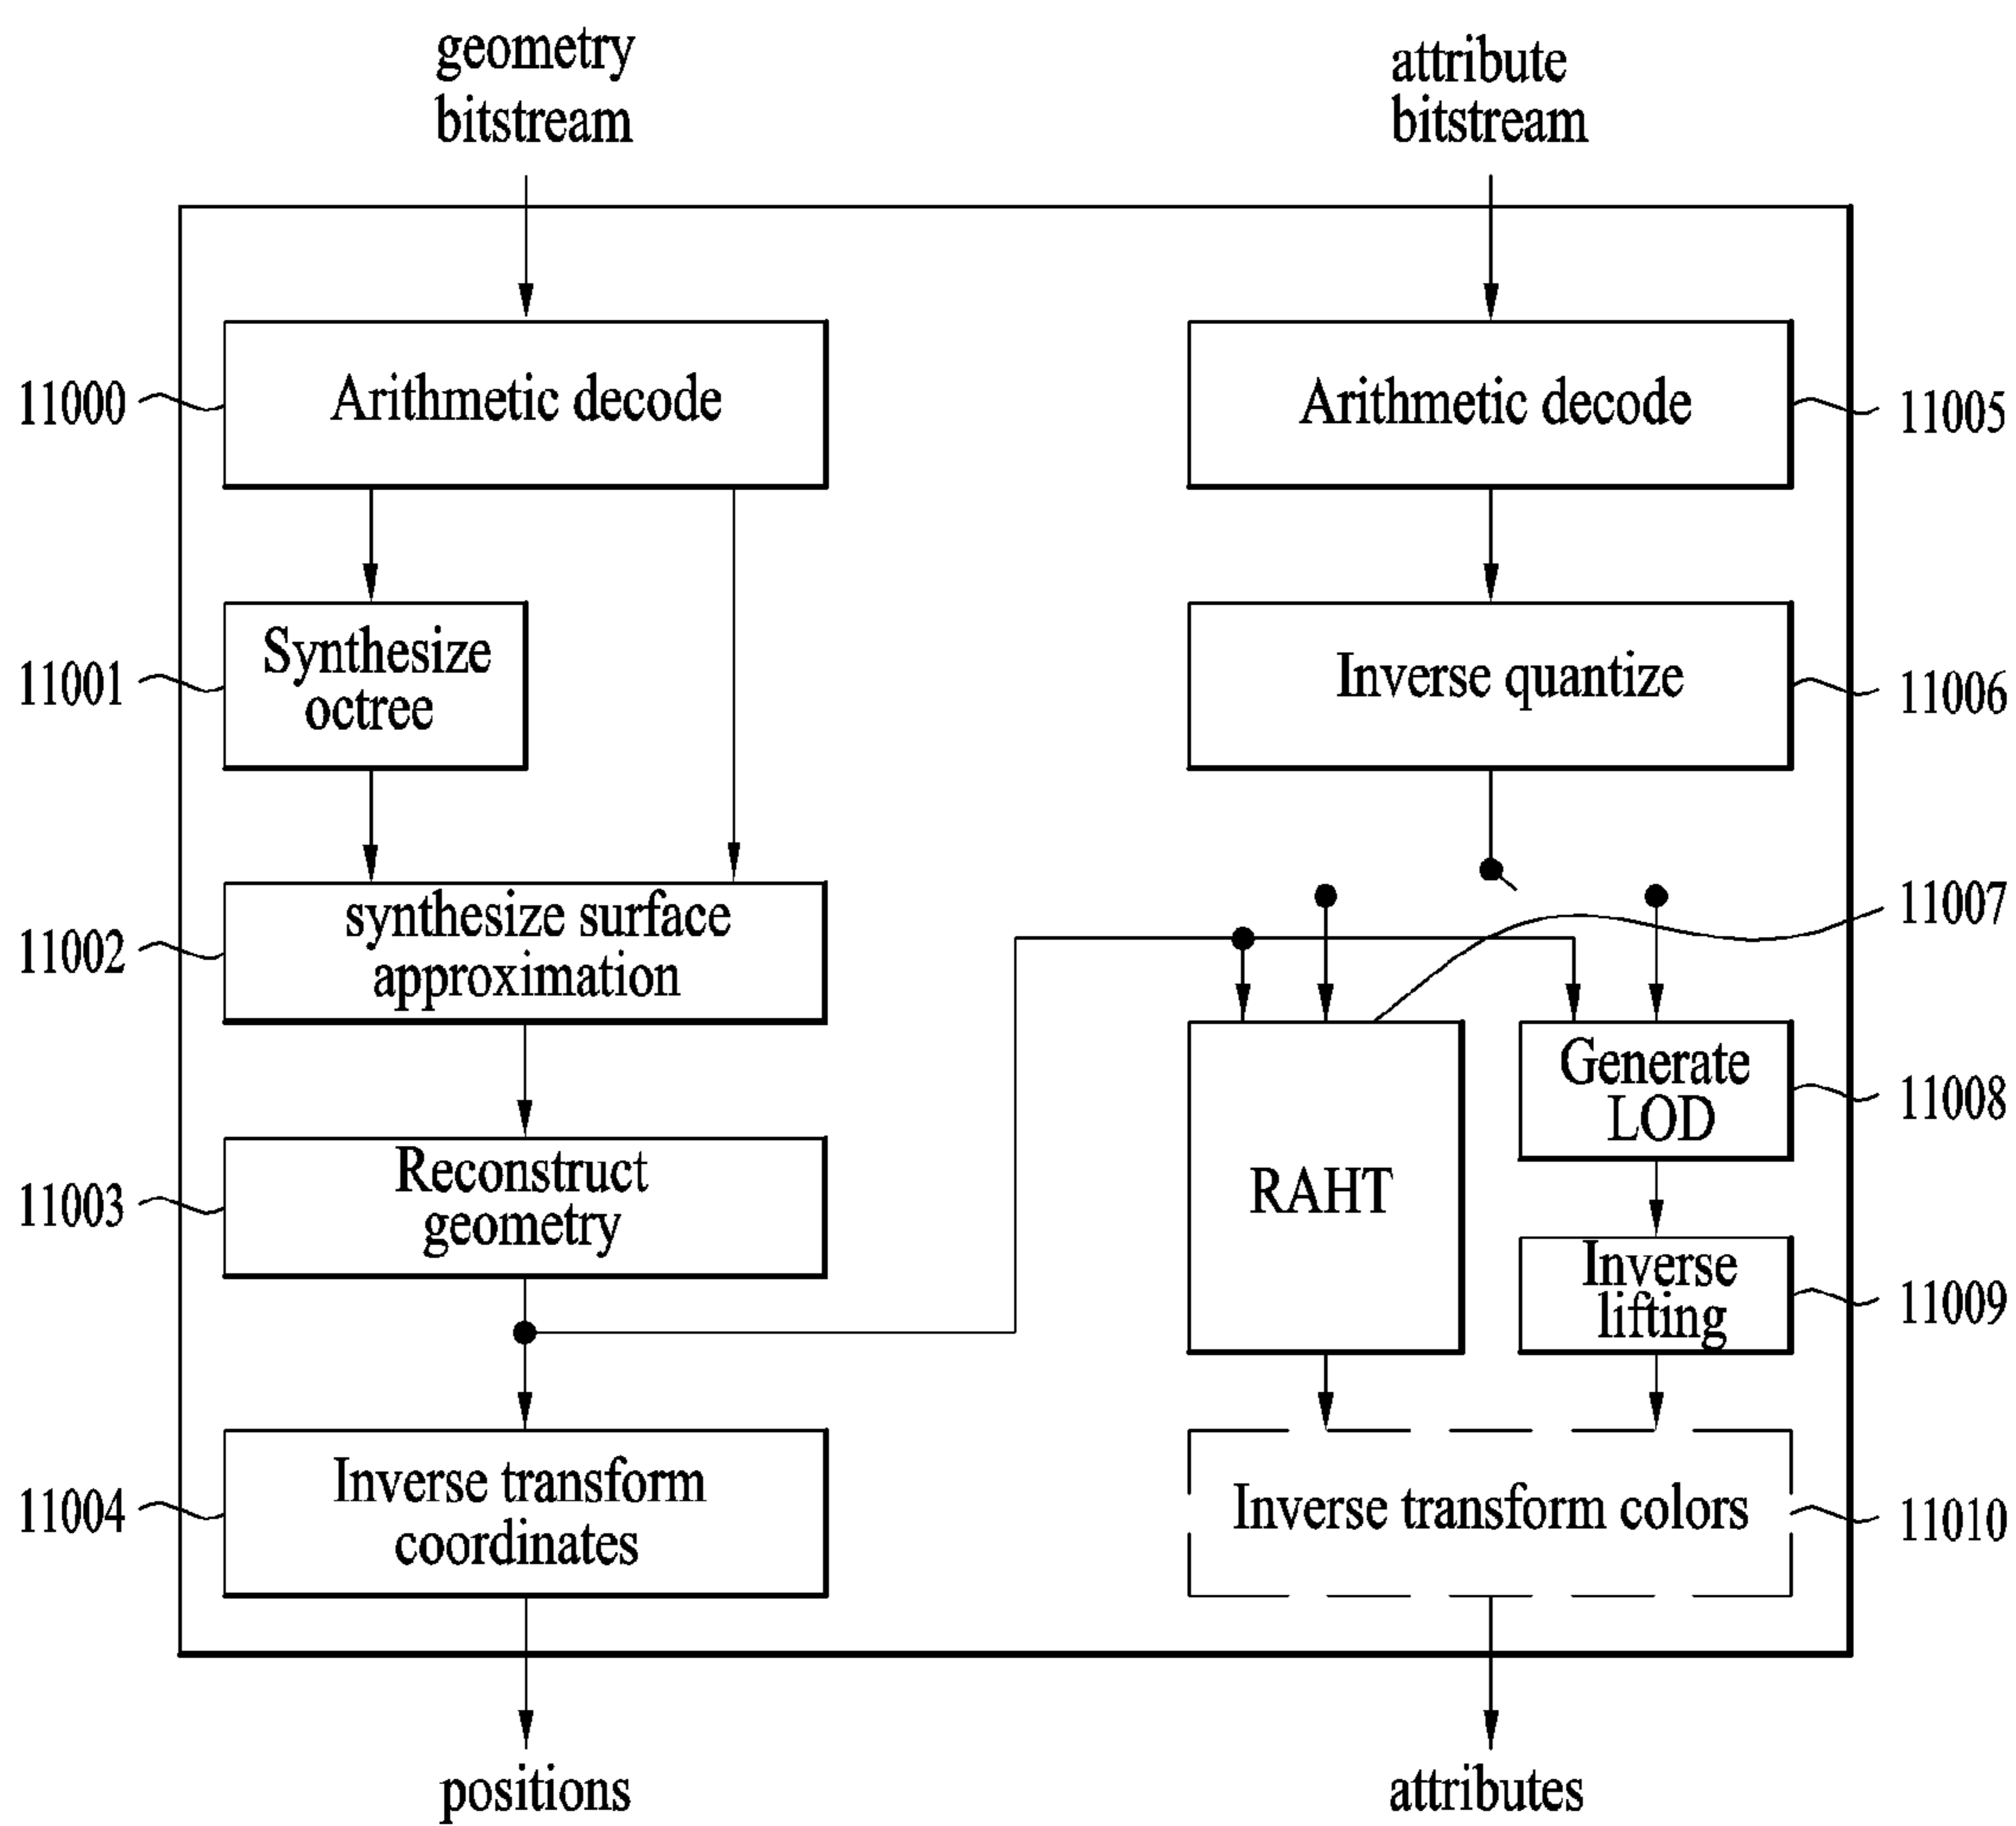 geometry
bitstream
attribute
bitstream
11000
Arithmetic decode
Arithmetic decode
11005
11001
Synthesize
octree
Inverse quantize
11006
11002
synthesize surface
approximation
11007
11003
Reconstruct
geometry
RAHT
Generate
LOD
11008
Inverse
lifting
11009
11004
Inverse transform
coordinates
Inverse transform colors
11010
positions
attributes